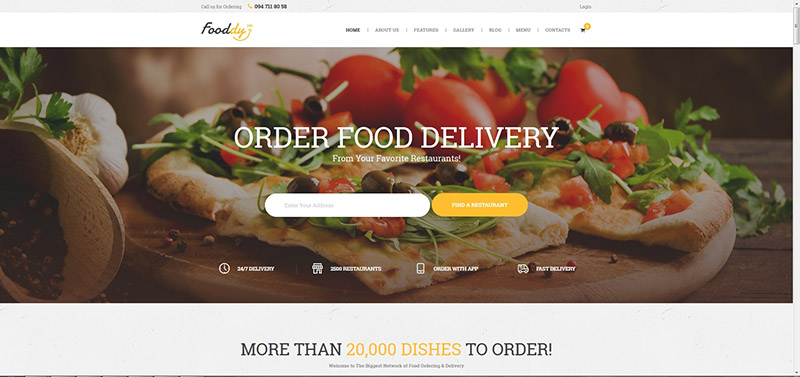 Call us for Ordering 094 711 80 58 Login
Fooddy
HOME ABOUT US FEATURES GALLERY BLOG MENU CONTACTS
ORDER FOOD DELIVERY
From Your Favorite Restaurants!
Enter Your Address FIND A RESTAURANT
24/7 DELIVERY 2500 RESTAURANTS ORDER WITH APP FAST DELIVERY
MORE THAN 20,000 DISHES TO ORDER!
Welcome to The Biggest Network of Food Ordering & Delivery